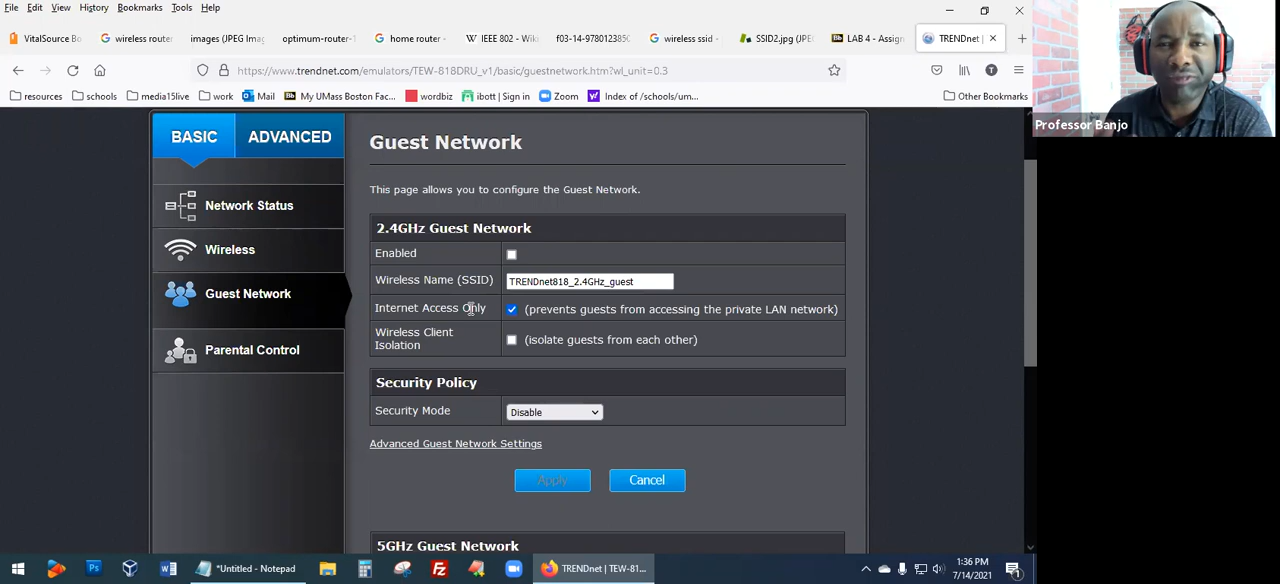 File Edit View History Bookmarks Tools Help
VitalSource Bo
wireless router
images (JPEG Ima
optimum-router-1
home router -
IEEE 802 - Wiki
f03-14-9780123850
wireless ssid -
SSID2.jpg (JPE
LAB 4 - Assign
TRENDnet |
https://www.trendnet.com/emulators/TEW-818DRU_v1/basic/guestnetwork.htm?wl_unit=0.3
T
resources
schools
media15live
work
Mail
Bb My UMass Boston Fac...
wordbiz
ibott | Sign in
Zoom
Index of /schools/um...
Other Bookmarks
Professor Banjo
BASIC
ADVANCED
Network Status
Wireless
Guest Network
Parental Control
Guest Network
This page allows you to configure the Guest Network.
2.4GHz Guest Network
Enabled
Wireless Name (SSID) TRENDnet818_2.4GHz_guest
Internet Access Only (prevents guests from accessing the private LAN network)
Wireless Client
Isolation
(isolate guests from each other)
Security Policy
Security Mode Disable
Advanced Guest Network Settings
Apply Cancel
5GHz Guest Network
*Untitled - Notepad
TRENDnet | TEW-81...
1:36 PM
7/14/2021